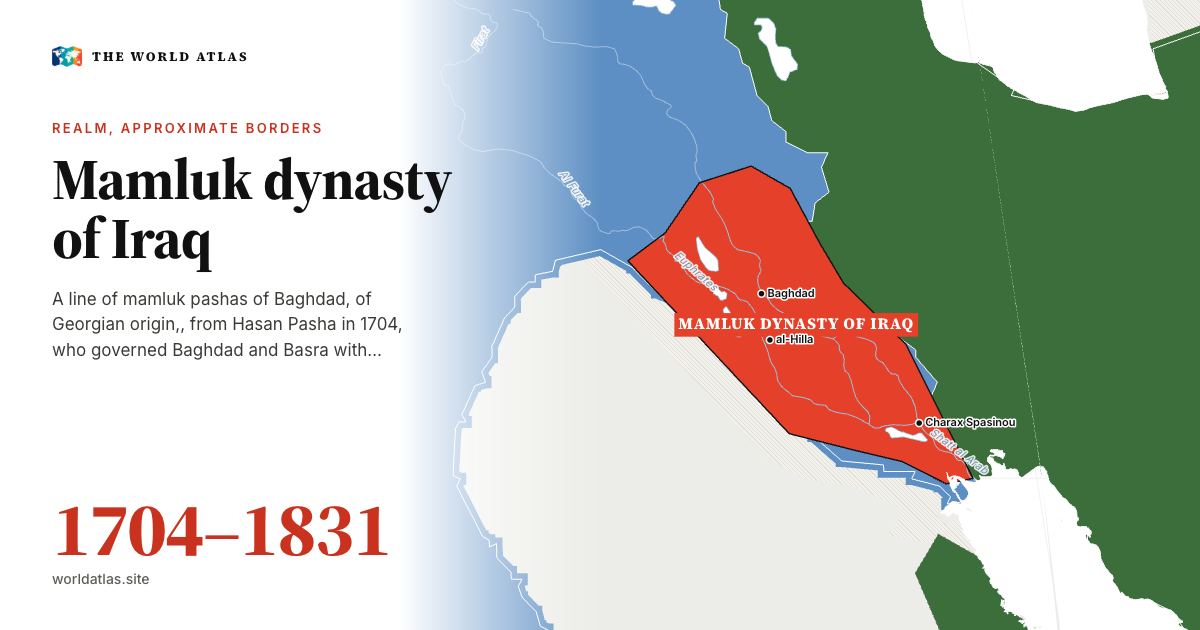 THE WORLD ATLAS
REALM, APPROXIMATE BORDERS
Mamluk dynasty
of Iraq
A line of mamluk pashas of Baghdad, of
Georgian origin,, from Hasan Pasha in 1704,
who governed Baghdad and Basra with...
1704–1831
worldatlas.site
Firat
Al Furat
Euphrates
Baghdad
MAMLUK DYNASTY OF IRAQ
al-Hilla
Charax Spasinou
Shatt al Arab